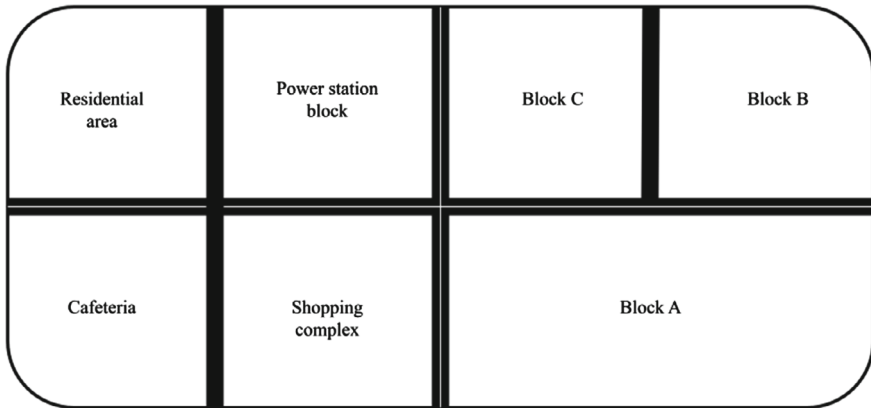 Residential
area
Power station
block
Block C
Block B
Cafeteria
Shopping
complex
Block A